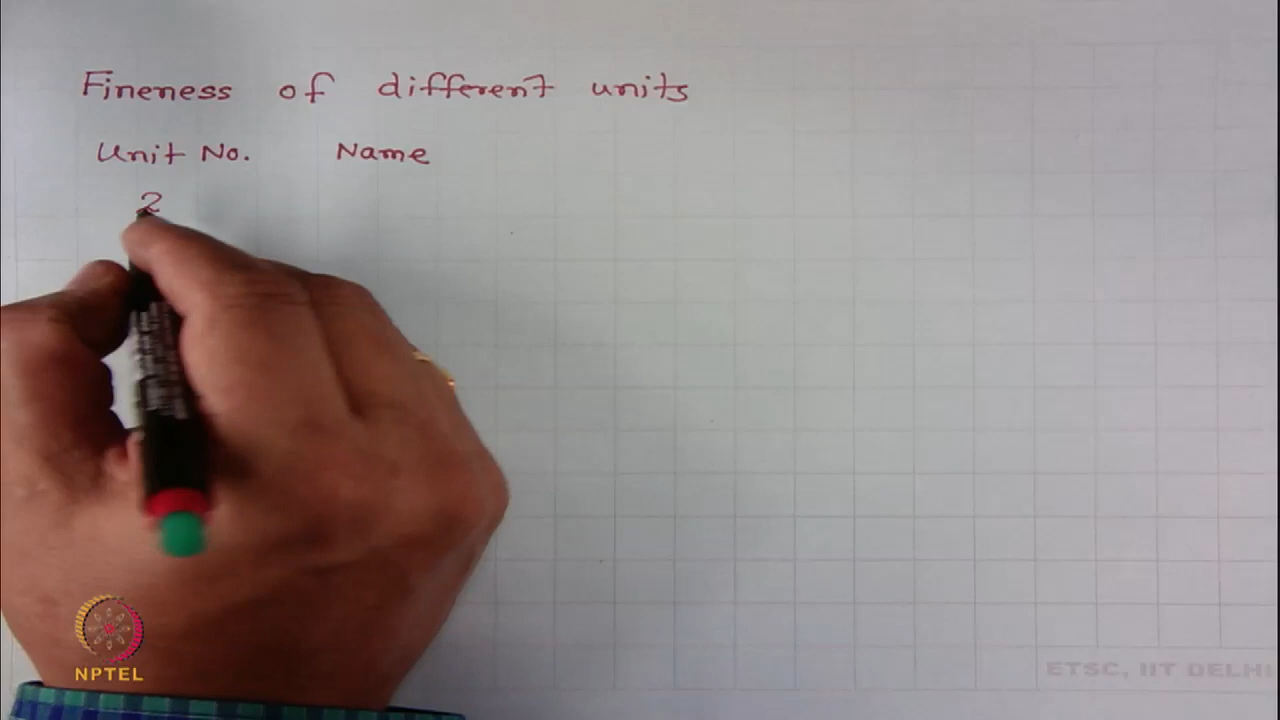 Fineness of different units
Unit No. Name
2
NPTEL
ETSC, IIT DELHI